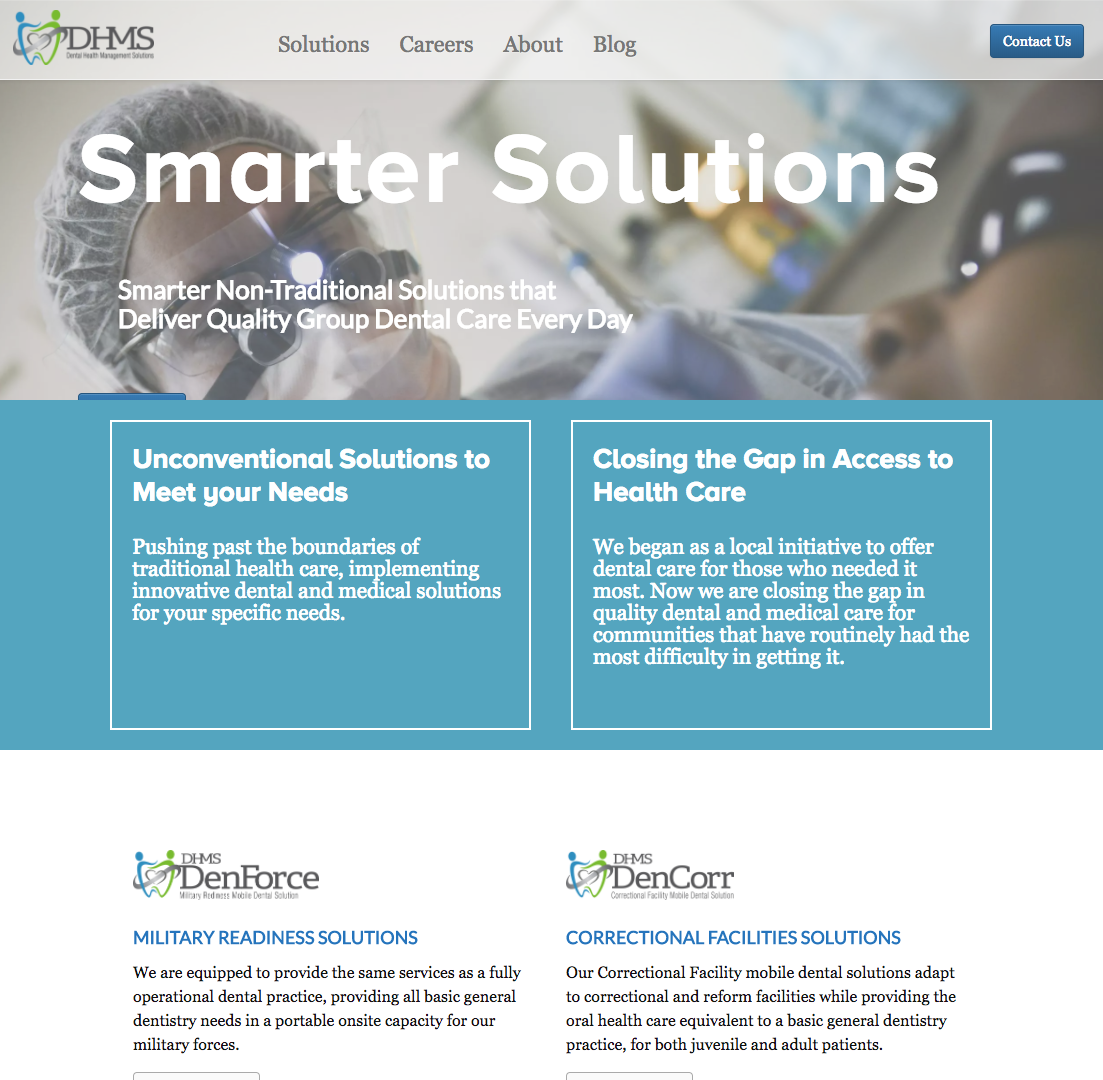 DHMS
Dental Health Management Solutions
Solutions Careers About Blog
Contact Us
Smarter Solutions
Smarter Non-Traditional Solutions that
Deliver Quality Group Dental Care Every Day
Unconventional Solutions to
Meet your Needs
Pushing past the boundaries of
traditional health care, implementing
innovative dental and medical solutions
for your specific needs.
Closing the Gap in Access to
Health Care
We began as a local initiative to offer
dental care for those who needed it
most. Now we are closing the gap in
quality dental and medical care for
communities that have routinely had the
most difficulty in getting it.
DHMS
DenForce
Military Rediness Mobile Dental Solution
MILITARY READINESS SOLUTIONS
We are equipped to provide the same services as a fully
operational dental practice, providing all basic general
dentistry needs in a portable onsite capacity for our
military forces.
DHMS
DenCorr
Correctional Facility Mobile Dental Solution
CORRECTIONAL FACILITIES SOLUTIONS
Our Correctional Facility mobile dental solutions adapt
to correctional and reform facilities while providing the
oral health care equivalent to a basic general dentistry
practice, for both juvenile and adult patients.